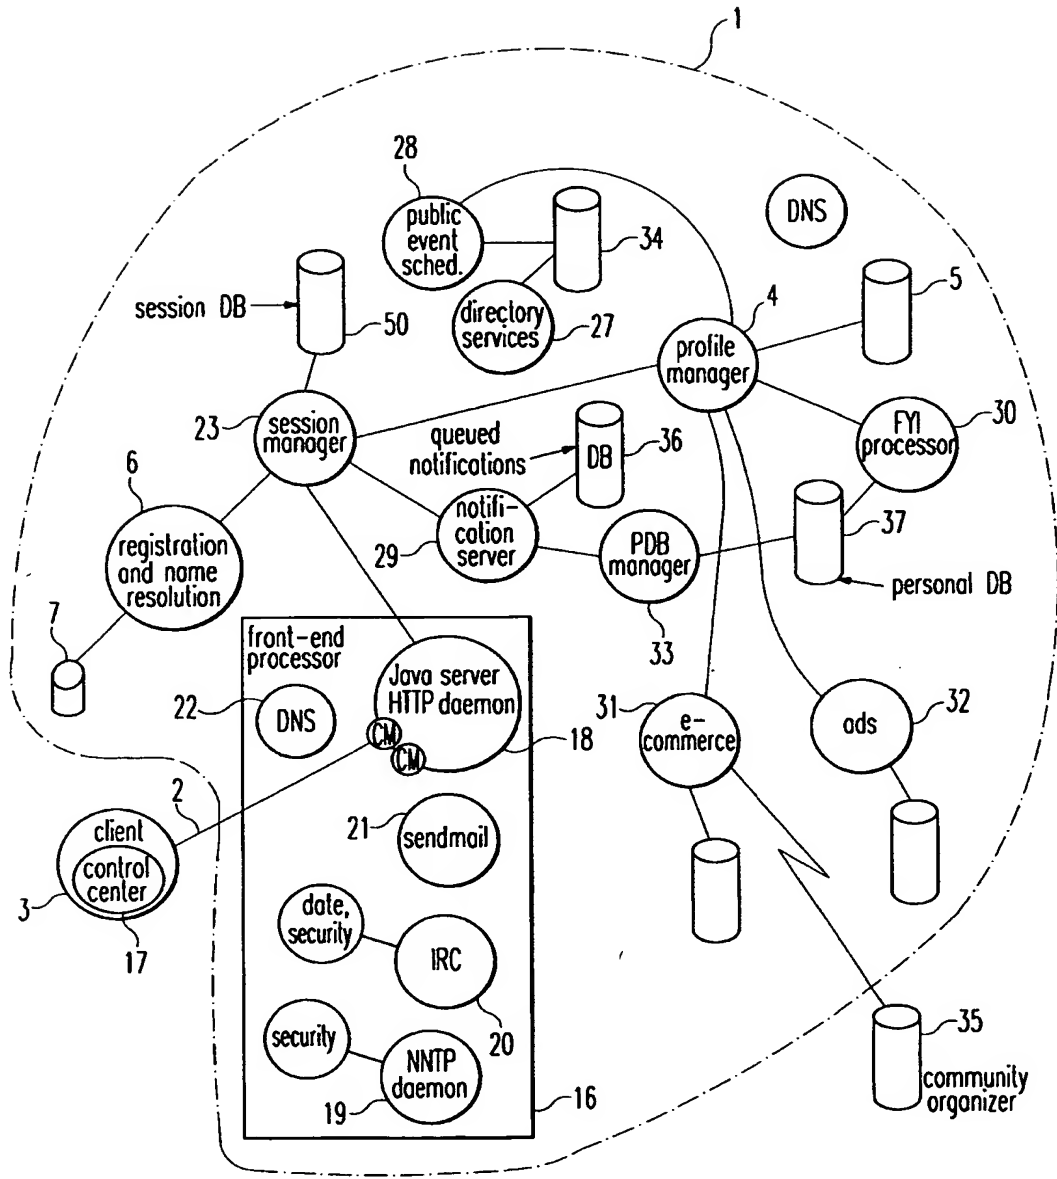 1
28
public
event
sched.
34
DNS
5
session DB
50
directory
services
27
4
profile
manager
23
session
manager
queued
notifications
DB
36
FYI
processor
30
6
registration
and name
resolution
notifi-
cation
server
29
PDB
manager
33
37
personal DB
7
front-end
processor
22
DNS
Java server
HTTP daemon
CM
CM
18
31
e-
commerce
32
ads
2
21
sendmail
client
control
center
3
17
date,
security
IRC
20
security
NNTP
daemon
19
16
35
community
organizer